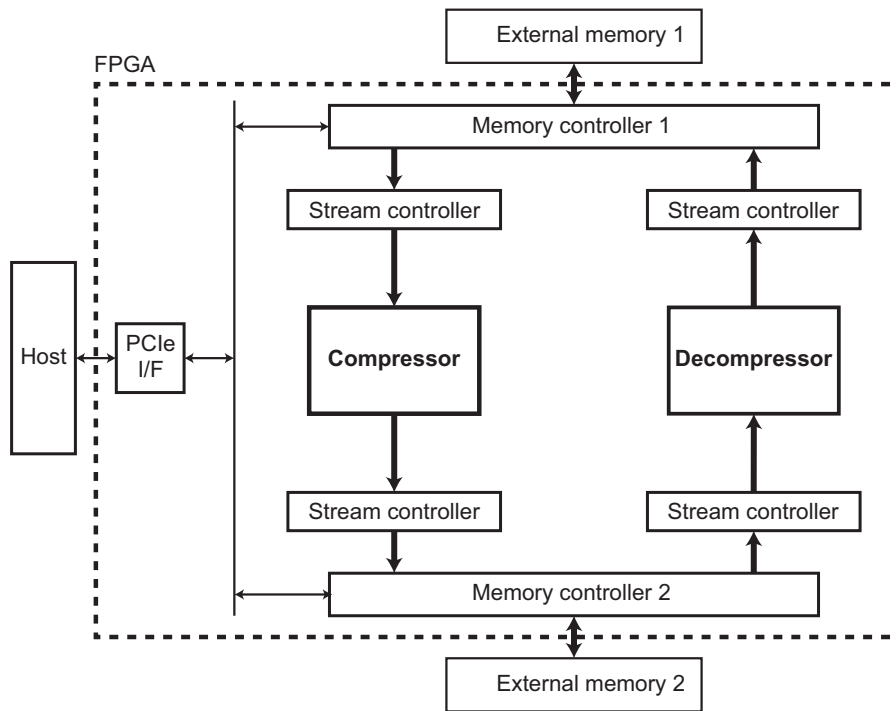 External memory 1
FPGA
Memory controller 1
Stream controller
Stream controller
Host
PCIe
I/F
Compressor
Decompressor
Stream controller
Stream controller
Memory controller 2
External memory 2